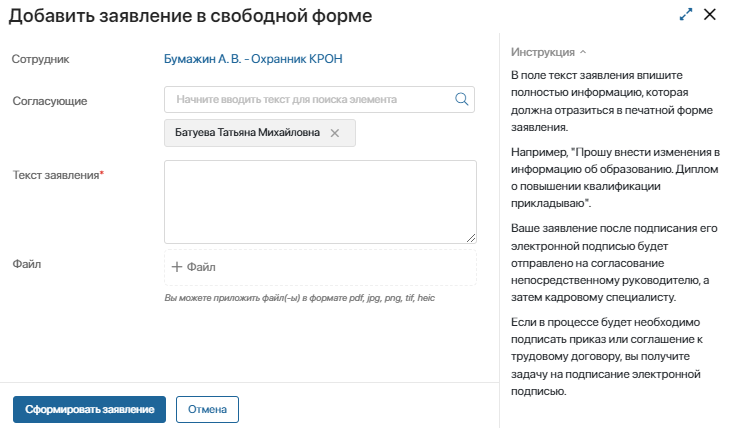 Добавить заявление в свободной форме
Сотрудник
Бумажин А. В. - Охранник КРОН
Согласующие
Начните вводить текст для поиска элемента
Батуева Татьяна Михайловна
Текст заявления*
Файл
+ Файл
Вы можете приложить файл(-ы) в формате pdf, jpg, png, tif, heic
Сформировать заявление
Отмена
Инструкция
В поле текст заявления впишите
полностью информацию, которая
должна отразиться в печатной форме
заявления.
Например, "Прошу внести изменения в
информацию об образованию. Диплом
о повышении квалификации
прикладываю".
Ваше заявление после подписания его
электронной подписью будет
отправлено на согласование
непосредственному руководителю, а
затем кадровому специалисту.
Если в процессе будет необходимо
подписать приказ или соглашение к
трудовому договору, вы получите
задачу на подписание электронной
подписью.